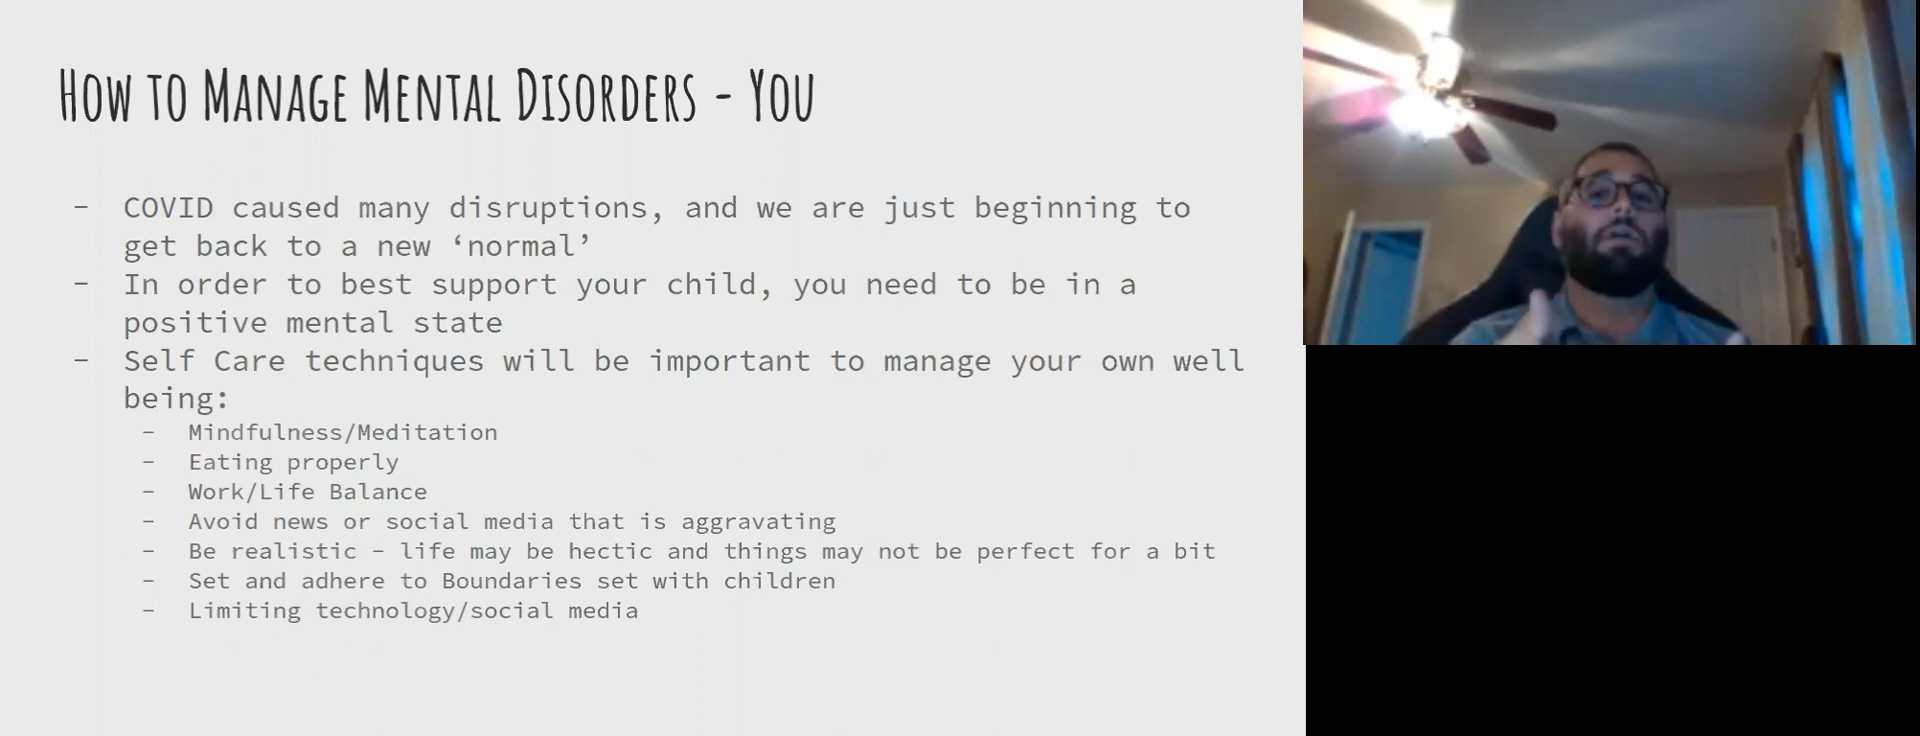 How to Manage Mental Disorders - You
- COVID caused many disruptions, and we are just beginning to
get back to a new ‘normal’
- In order to best support your child, you need to be in a
positive mental state
- Self Care techniques will be important to manage your own well
being:
- Mindfulness/Meditation
- Eating properly
- Work/Life Balance
- Avoid news or social media that is aggravating
- Be realistic - life may be hectic and things may not be perfect for a bit
- Set and adhere to Boundaries set with children
- Limiting technology/social media